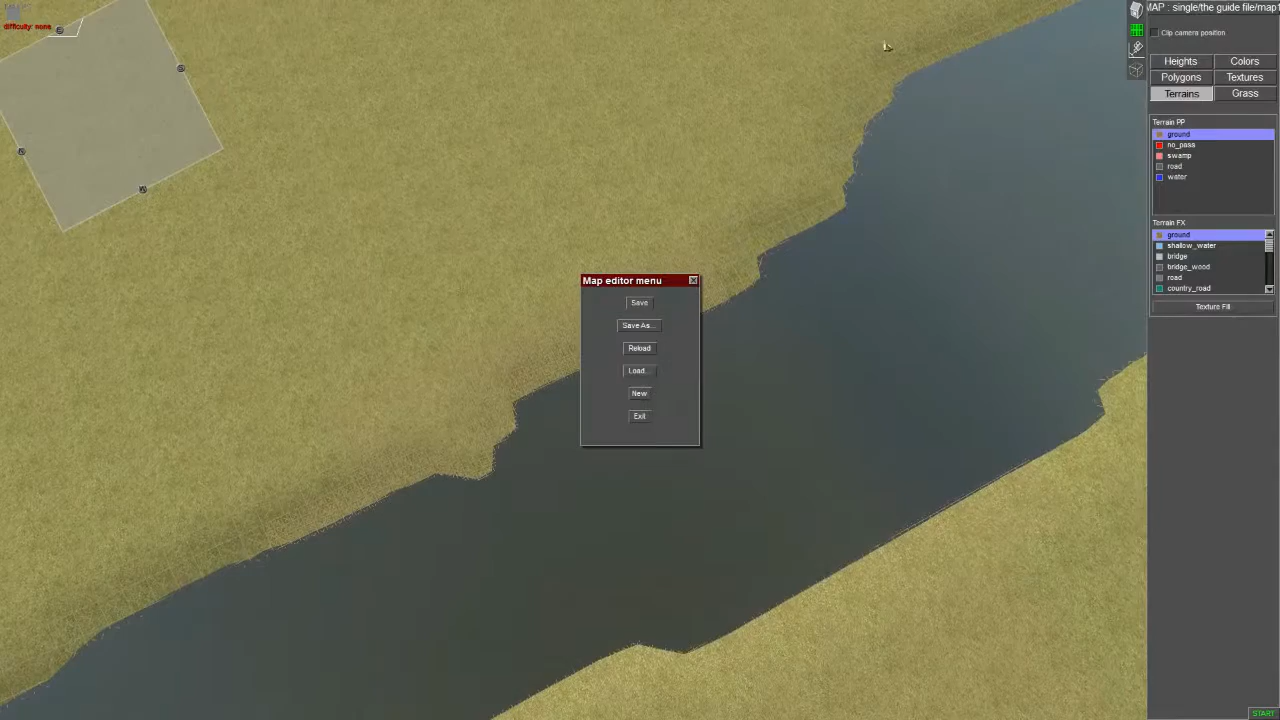 difficulty: none
MAP : single/the guide file/map1
Clip camera position
Heights
Colors
Polygons
Textures
Terrains
Grass
Terrain PP
ground
no_pass
swamp
road
water
Terrain FX
ground
shallow_water
bridge
bridge_wood
road
country_road
Texture Fill
Map editor menu
Save
Save As...
Reload
Load...
New
Exit
START